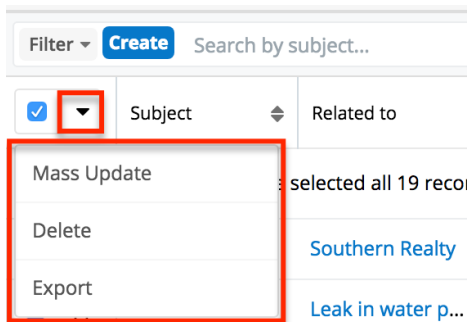 Filter Create Search by subject...
Subject Related to
Mass Update
selected all 19 recor
Delete
Southern Realty
Export
Leak in water p...